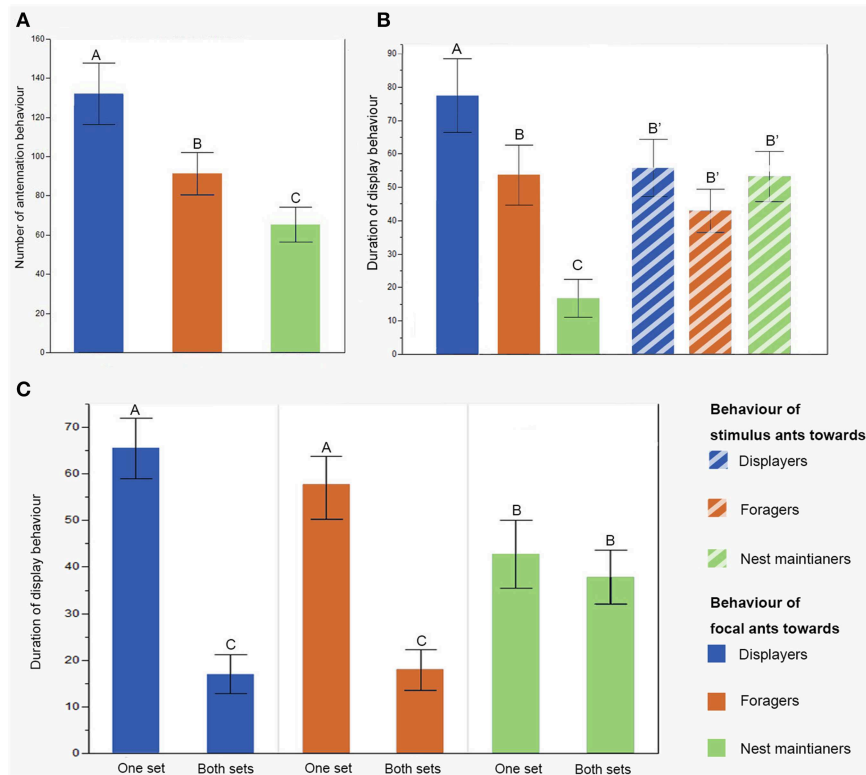 A
Number of antennation behaviour
160
140
120
100
80
60
40
20
0
A
B
C
B
Duration of display behaviour
90
80
70
60
50
40
30
20
10
0
A
B
C
B’
B’
B’
C
Duration of display behaviour
70
60
50
40
30
20
10
0
A
C
A
C
B
B
One set
Both sets
One set
Both sets
One set
Both sets
Behaviour of
stimulus ants towards
Displayers
Foragers
Nest maintianers
Behaviour of
focal ants towards
Displayers
Foragers
Nest maintianers